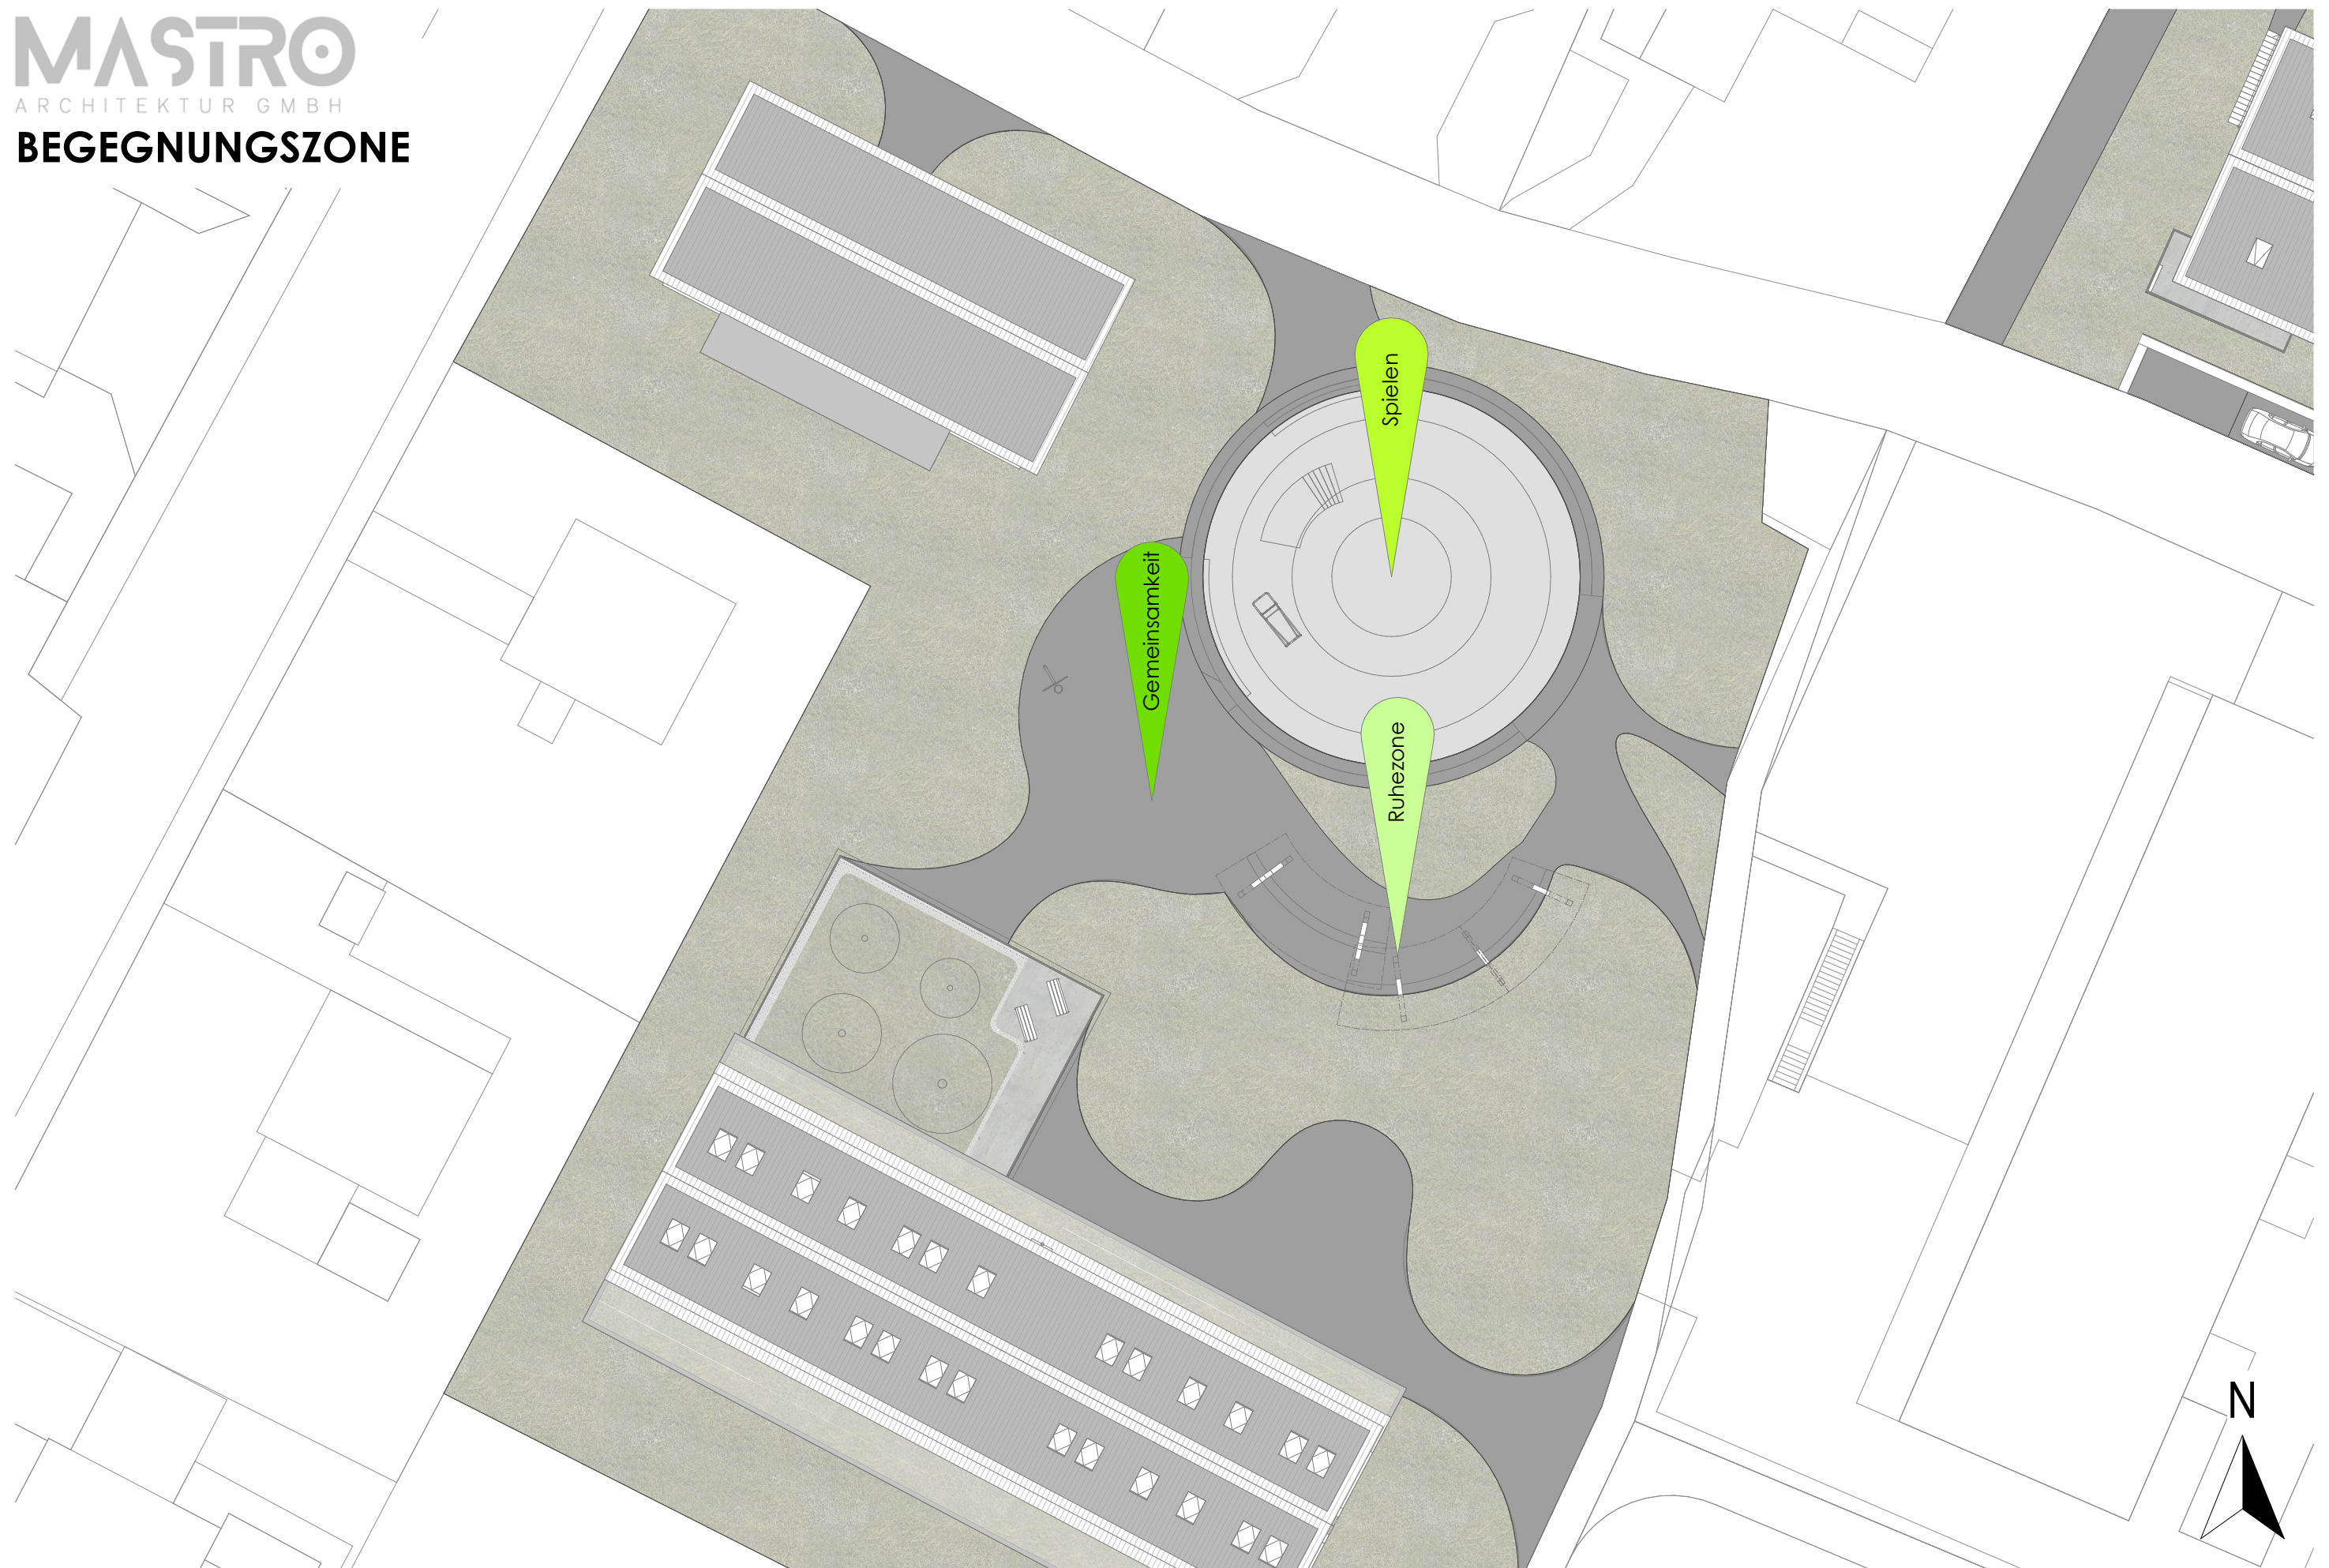 MASTRO
ARCHITEKTUR GMBH
BEGEGNUNGSZONE
Spielen
Gemeinsamkeit
Ruhezone
N